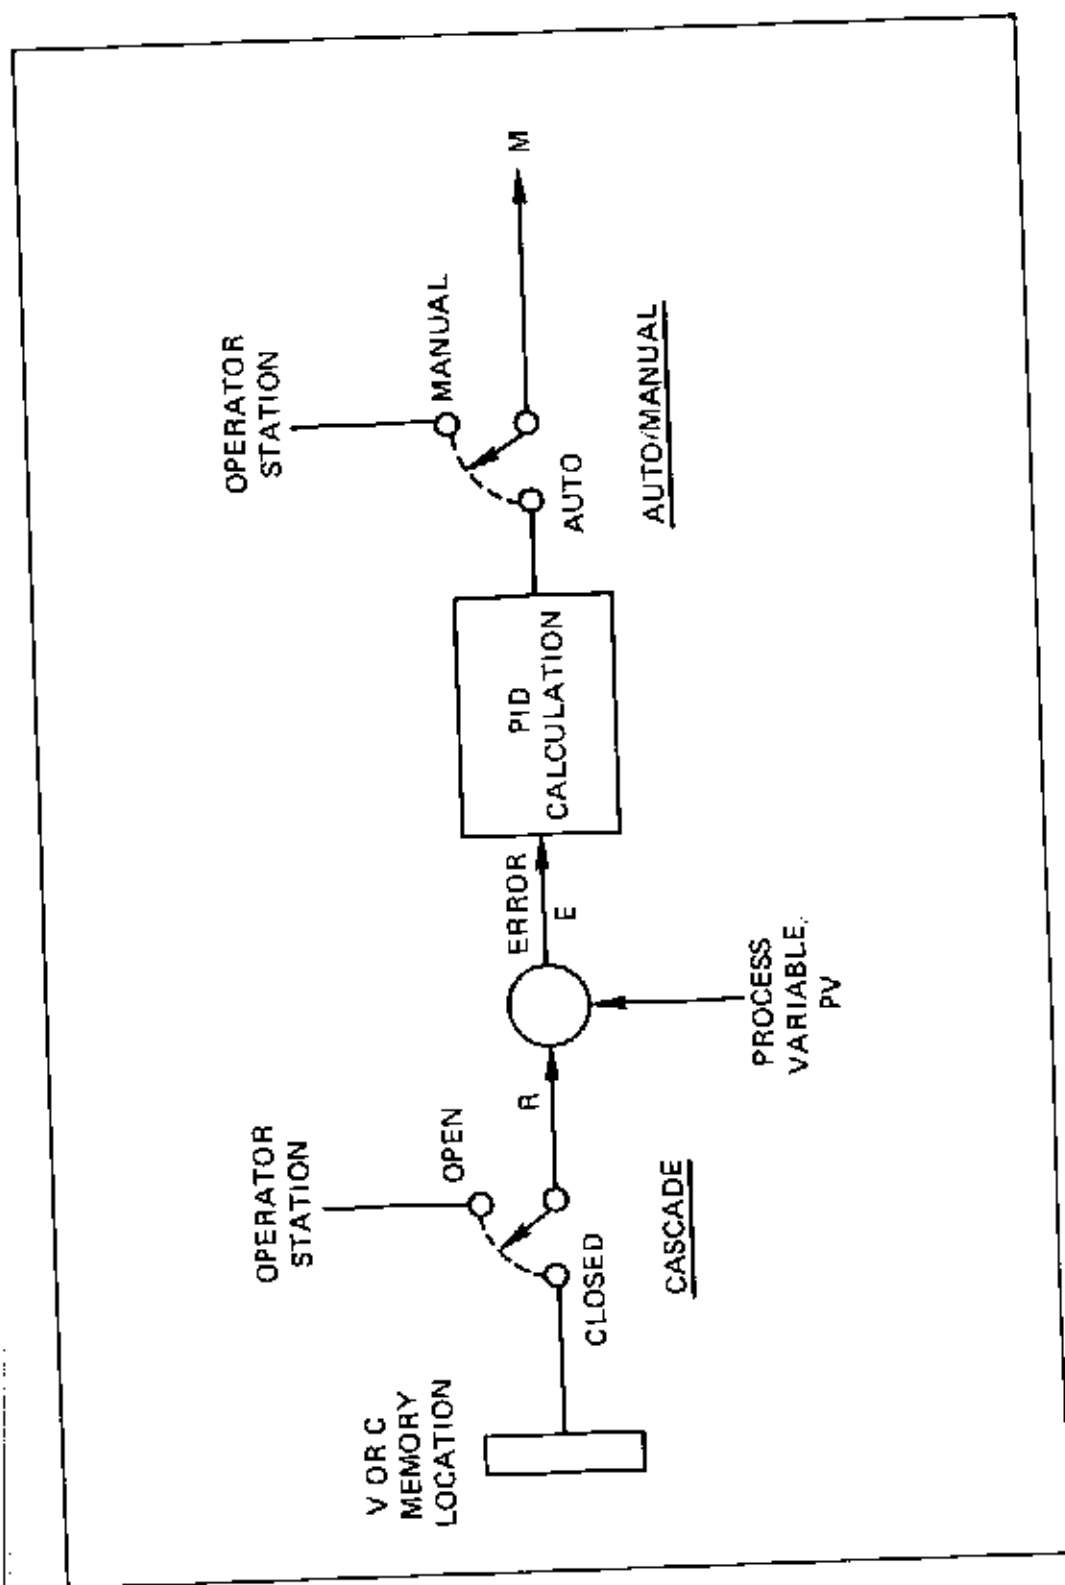 V OR C
MEMORY
LOCATION
OPERATOR
STATION
OPEN
CLOSED
CASCADE
R
PROCESS
VARIABLE,
PV
ERROR
E
PID
CALCULATION
OPERATOR
STATION
MANUAL
AUTO
AUTO/MANUAL
M